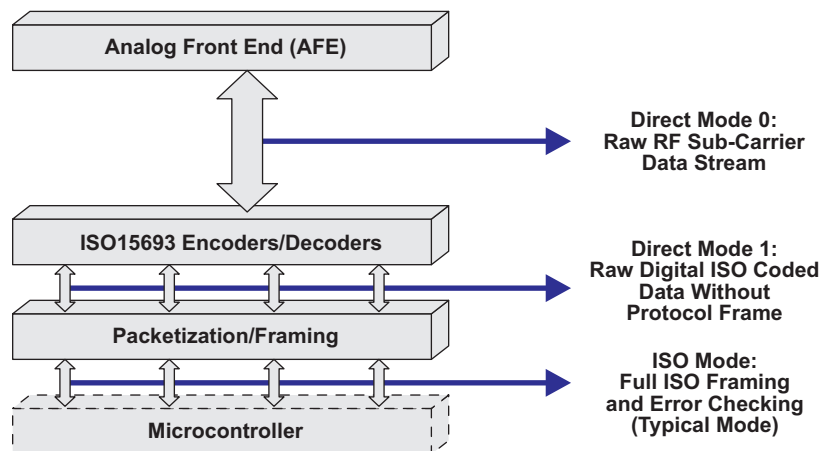 Analog Front End (AFE)
Direct Mode 0:
Raw RF Sub-Carrier
Data Stream
ISO15693 Encoders/Decoders
Direct Mode 1:
Raw Digital ISO Coded
Data Without
Protocol Frame
Packetization/Framing
ISO Mode:
Full ISO Framing
and Error Checking
(Typical Mode)
Microcontroller